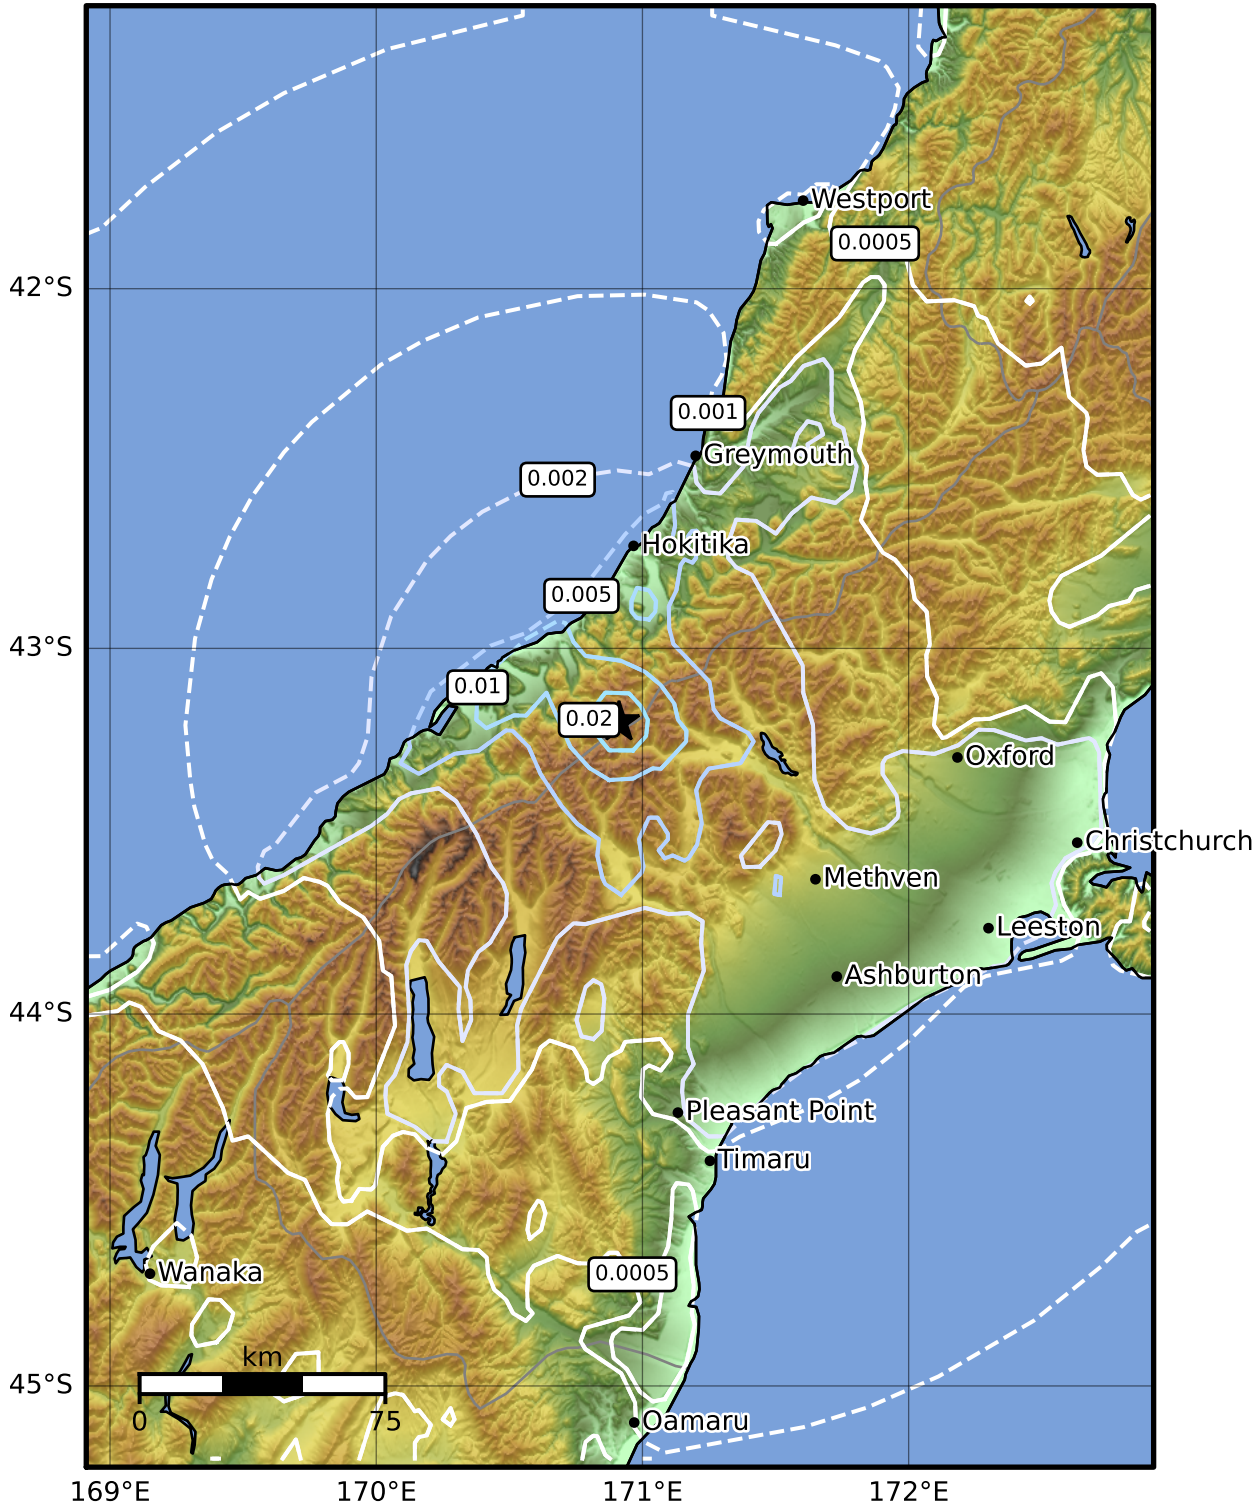 Westport
0.0005
42°S
0.001
Greymouth
0.002
Hokitika
0.005
43°S
0.01
0.02
Oxford
Christchurch
Methven
Leeston
Ashburton
44°S
Pleasant Point
Timaru
Wanaka
0.0005
km
45°S
0
75
Oamaru
169°E
170°E
171°E
172°E